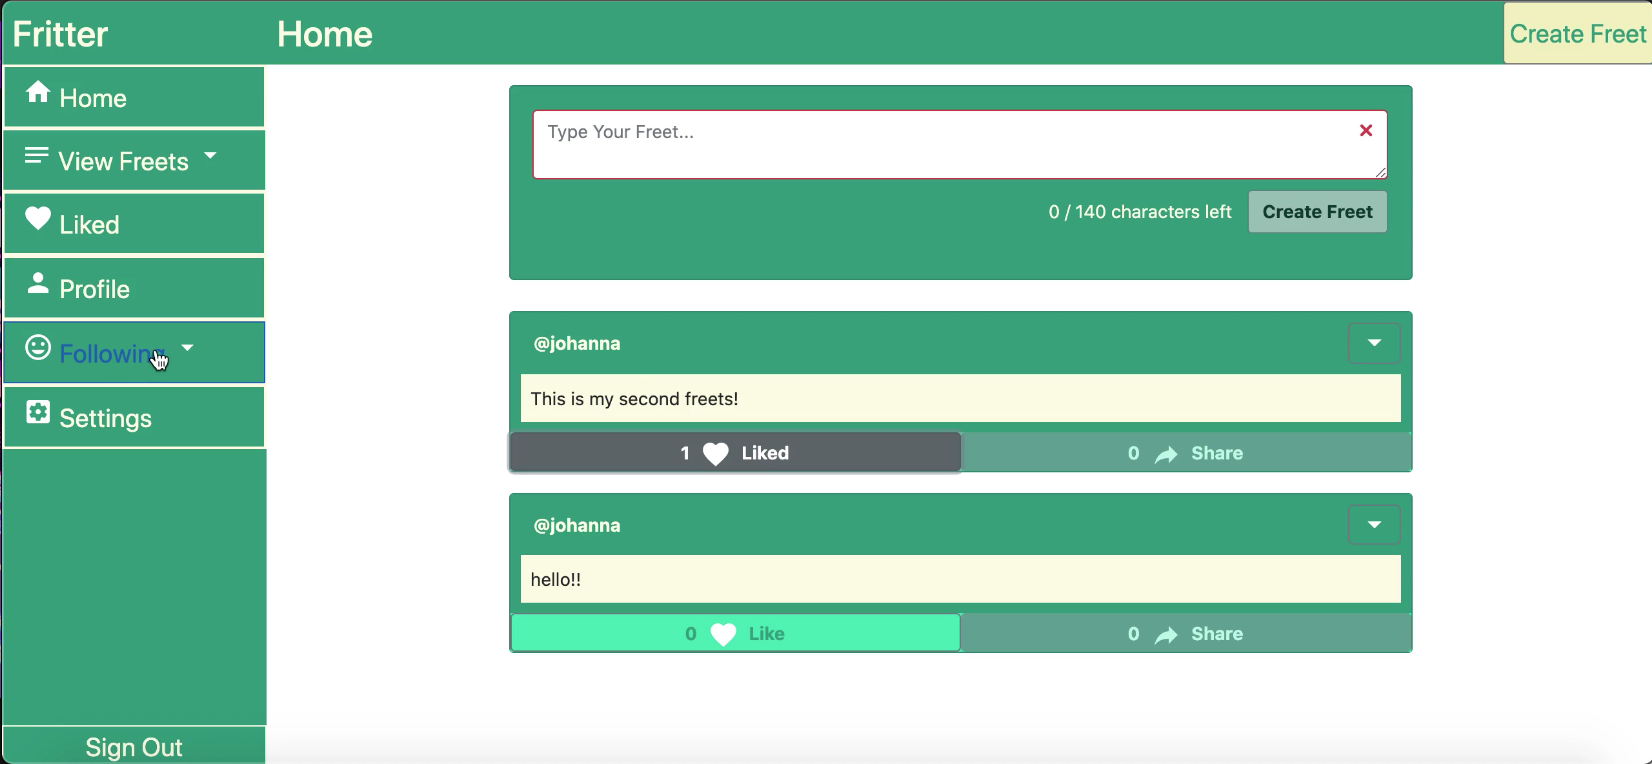 Fritter
Home
Create Freet
Home
View Freets
Liked
Profile
Following
Settings
Sign Out
Type Your Freet...
0 / 140 characters left
Create Freet
@johanna
This is my second freets!
1 Liked
0 Share
@johanna
hello!!
0 Like
0 Share